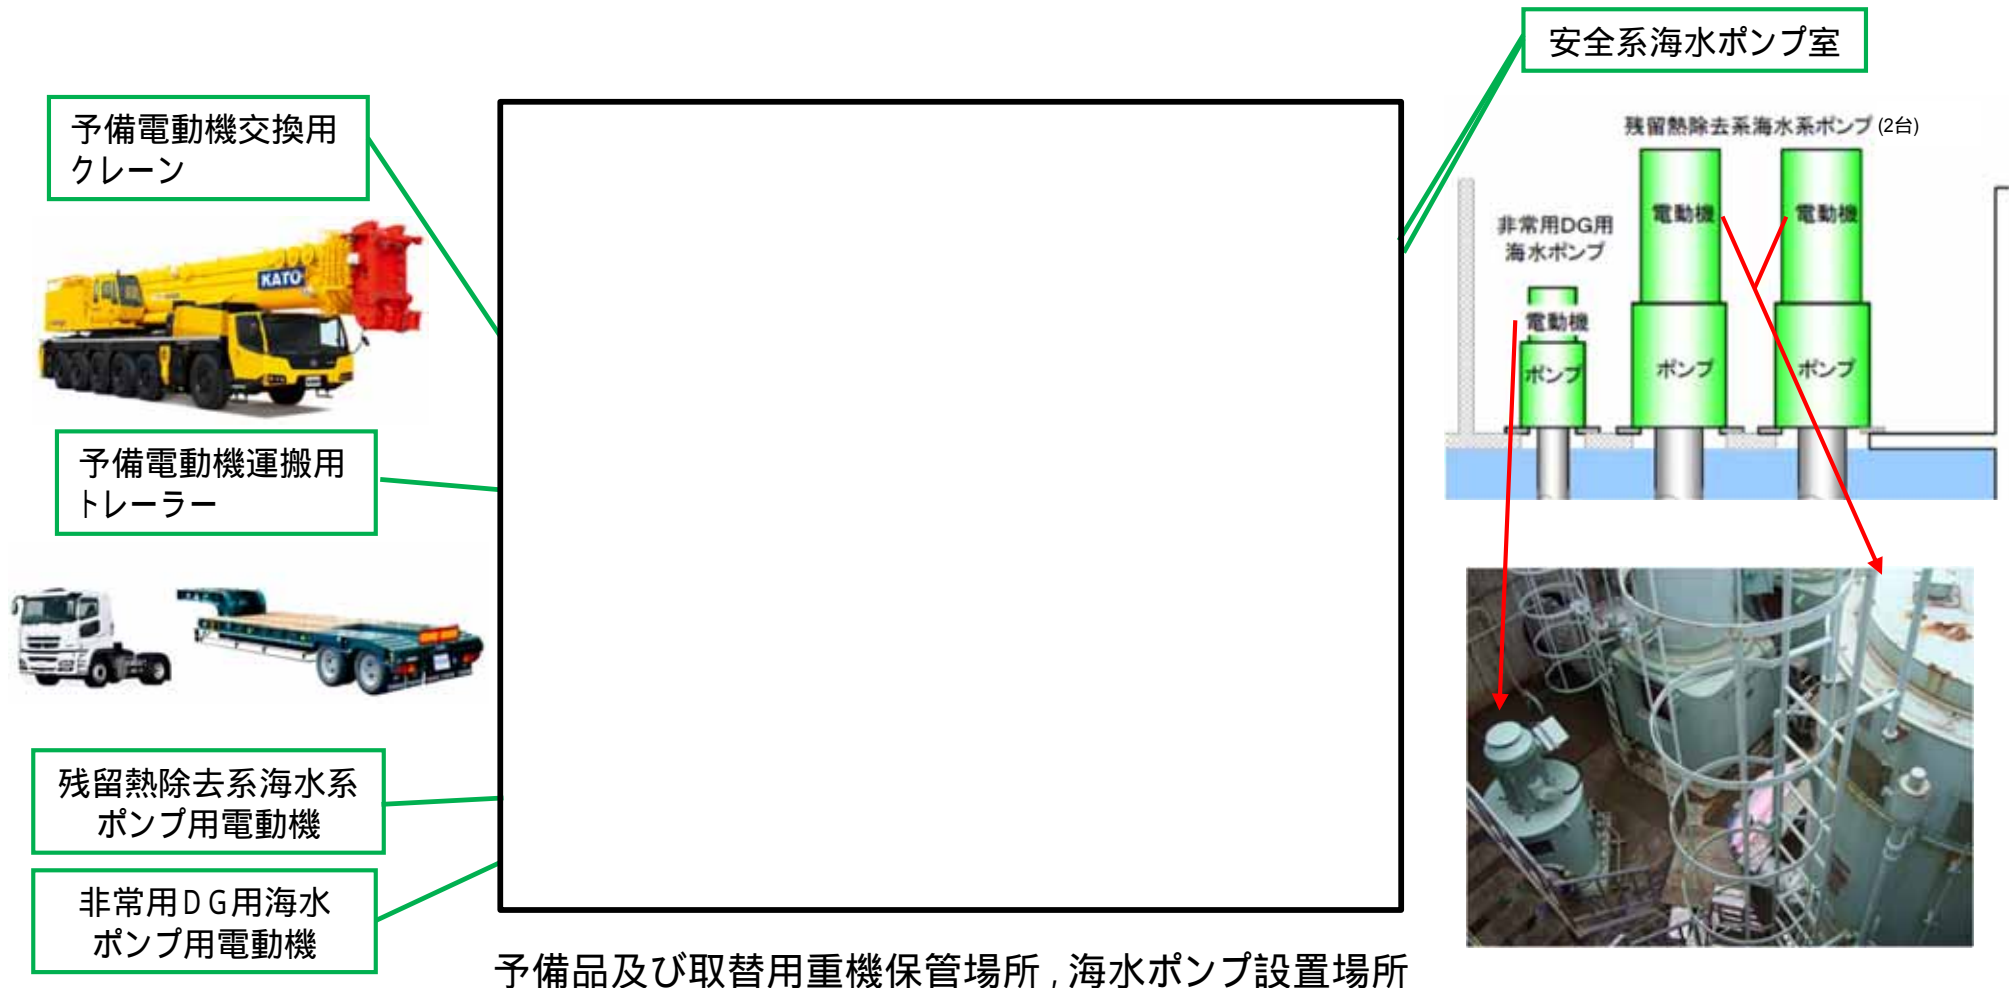 安全系海水ポンプ室
予備電動機交換用
クレーン
KATO
予備電動機運搬用
トレーラー
残留熱除去系海水系
ポンプ用電動機
非常用DG用海水
ポンプ用電動機
残留熱除去系海水系ポンプ(2台)
非常用DG用
海水ポンプ
電動機
電動機
電動機
ポンプ
ポンプ
ポンプ
予備品及び取替用重機保管場所,海水ポンプ設置場所